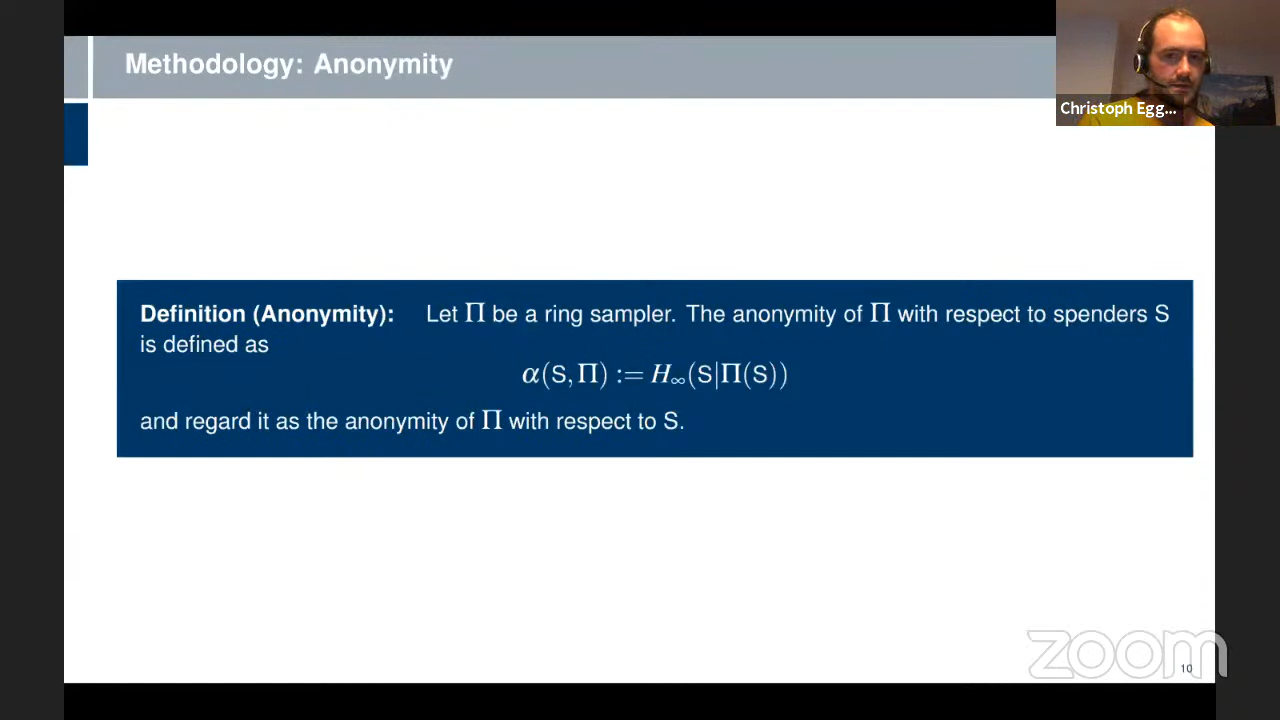 Methodology: Anonymity
Christoph Egg...
Definition (Anonymity): Let Π be a ring sampler. The anonymity of Π with respect to spenders S
is defined as
α(S,Π) := H∞(S|Π(S))
and regard it as the anonymity of Π with respect to S.
zoom
10